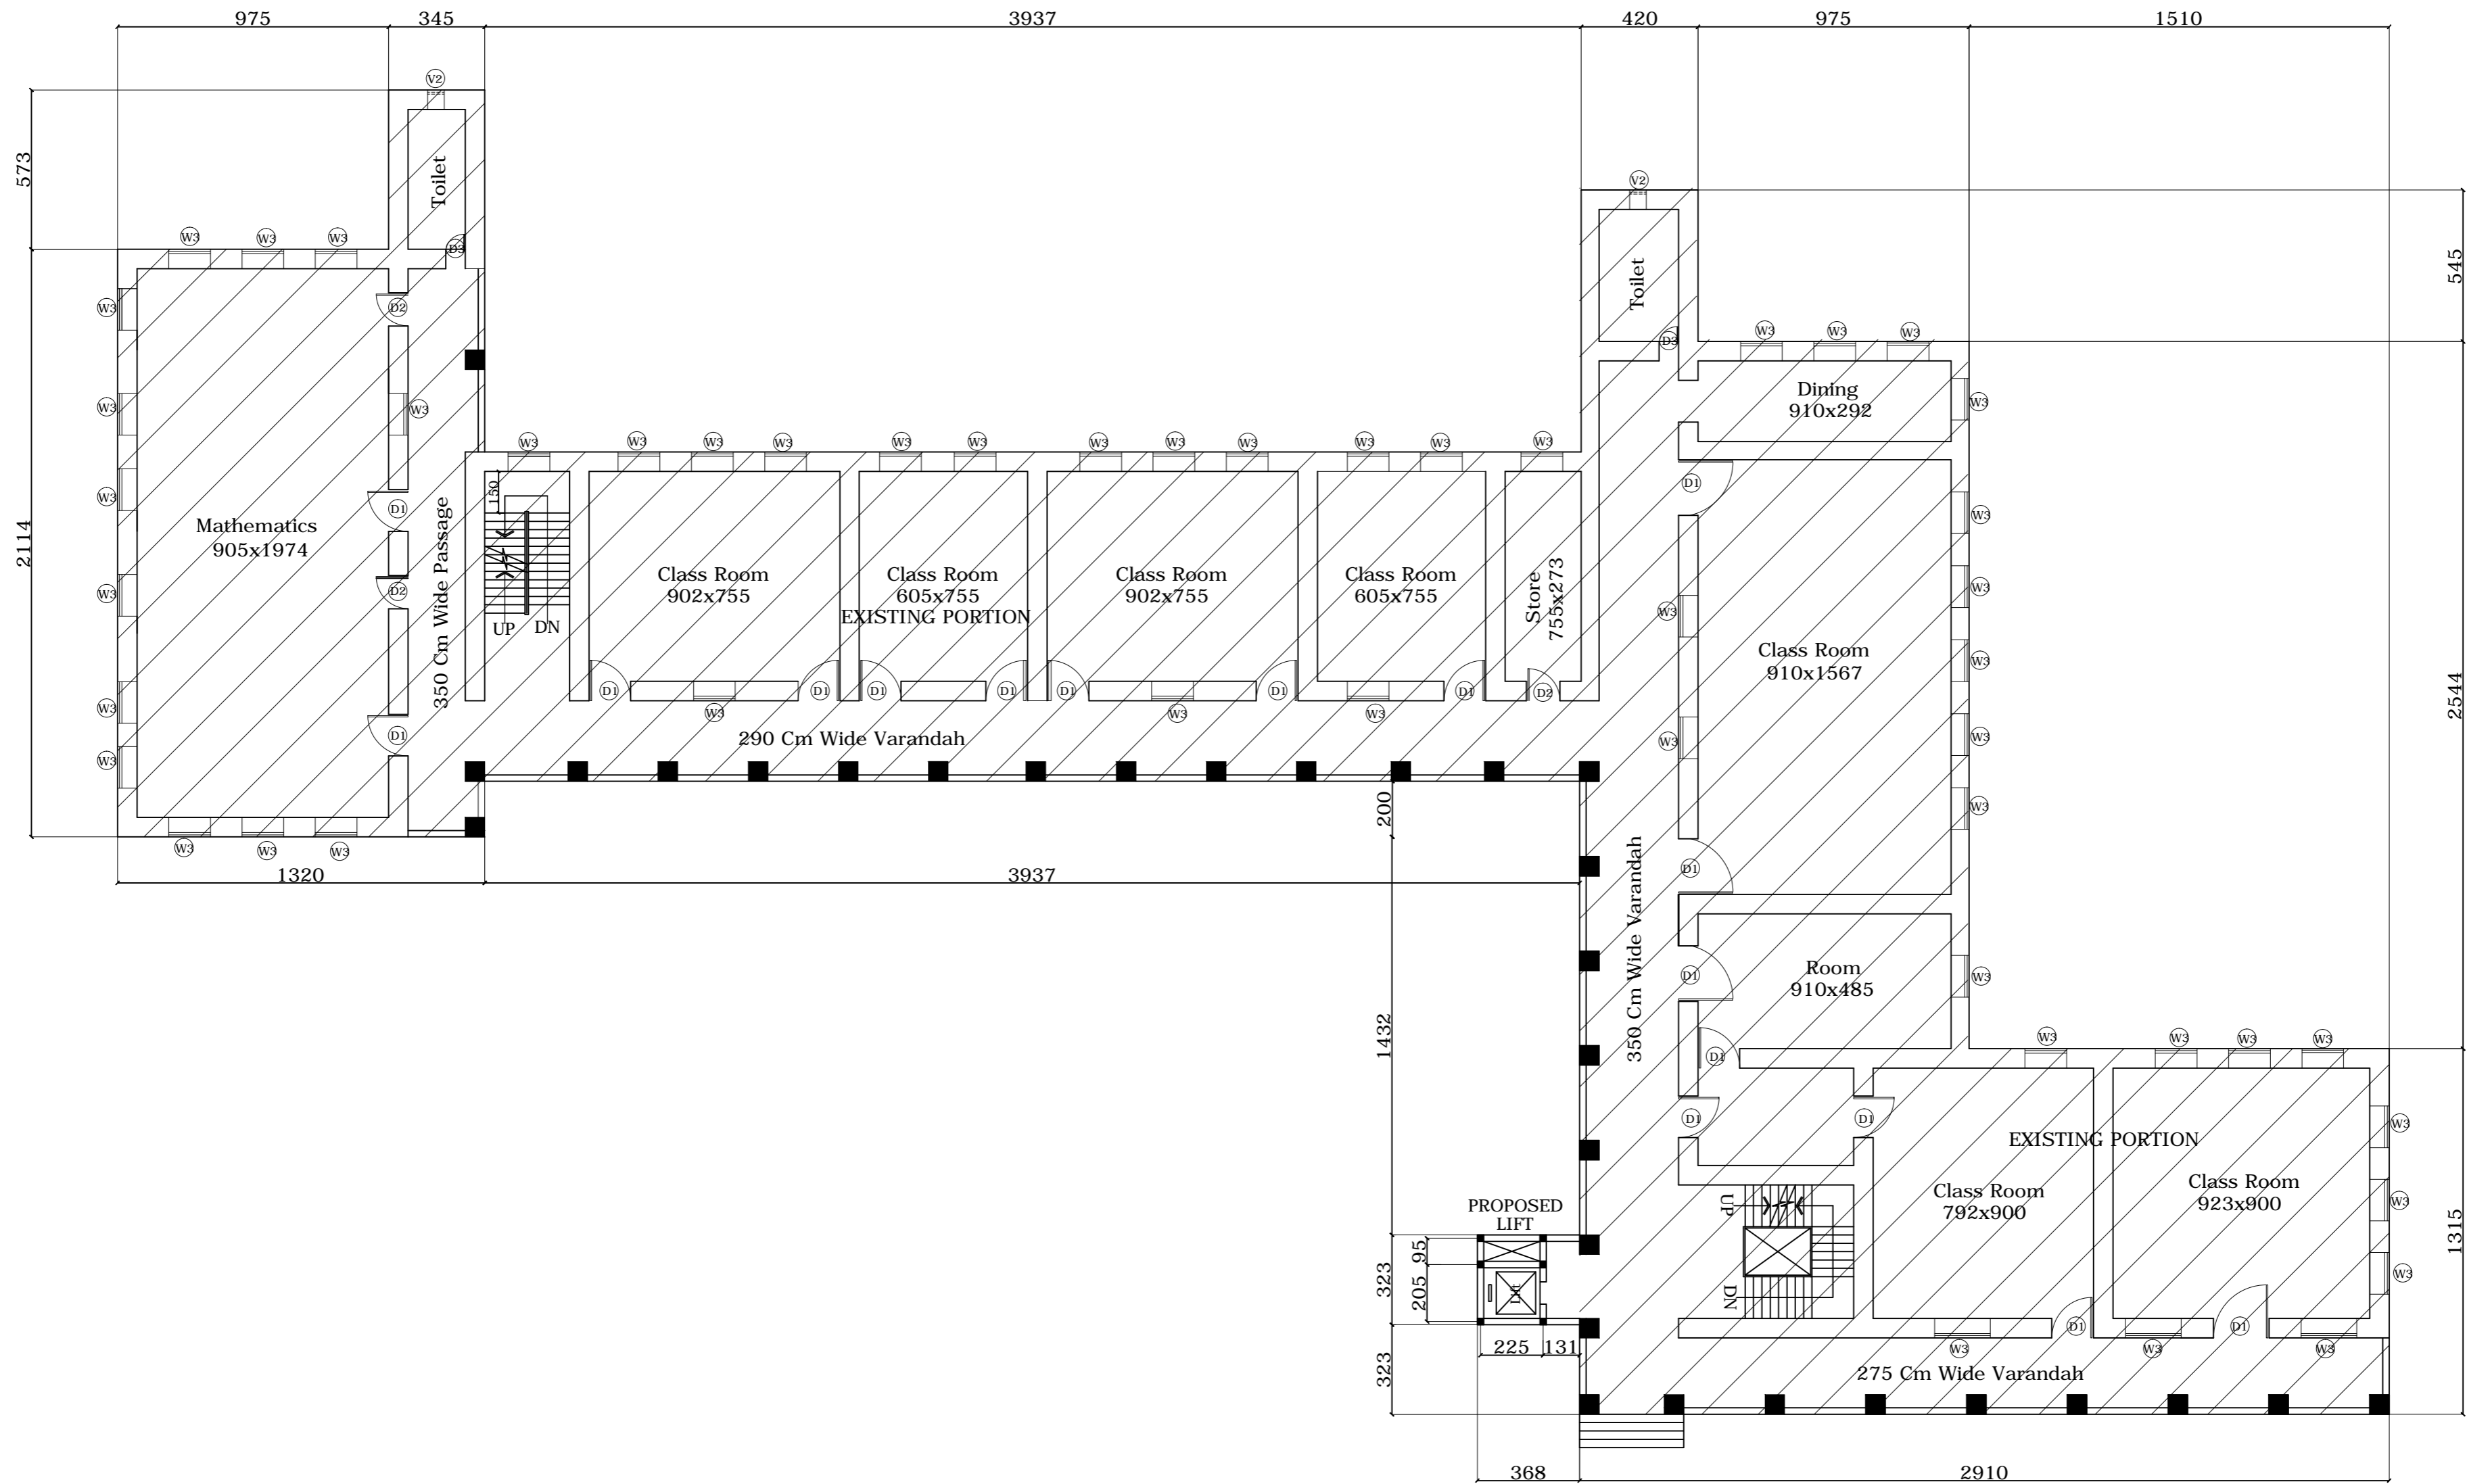 975 345 3937 420 975 1510
V2
573
Toilet
V2
545
Toilet
W3 W3 W3
D3
W3
D2
W3
W3
D1
W3
D2
W3
W3
D1
W3
W3 W3 W3
2114
Mathematics
905x1974
350 Cm Wide Passage
W3 W3 W3 W3 W3 W3 W3 W3 W3 W3 W3 W3
150
UP DN
Class Room
902x755
Class Room
605x755
EXISTING PORTION
Class Room
902x755
Class Room
605x755
Store
755x273
D1 D1 D1 D1 D1 D1 D1 D2
W3 W3 W3
290 Cm Wide Varandah
1320 3937
200
1432
323
323
D3
W3 W3 W3
Dining
910x292
W3
D1
W3
W3
W3
W3
W3
W3
W3
Class Room
910x1567
2544
D1
350 Cm Wide Varandah
D1
Room
910x485
W3
D1
D1
D1
W3 W3 W3 W3
W3
W3
W3
EXISTING PORTION
Class Room
792x900
Class Room
923x900
1315
UP
DN
PROPOSED
LIFT
95
205
Lift
225 131
D1 D1
W3 W3 W3
275 Cm Wide Varandah
368 2910